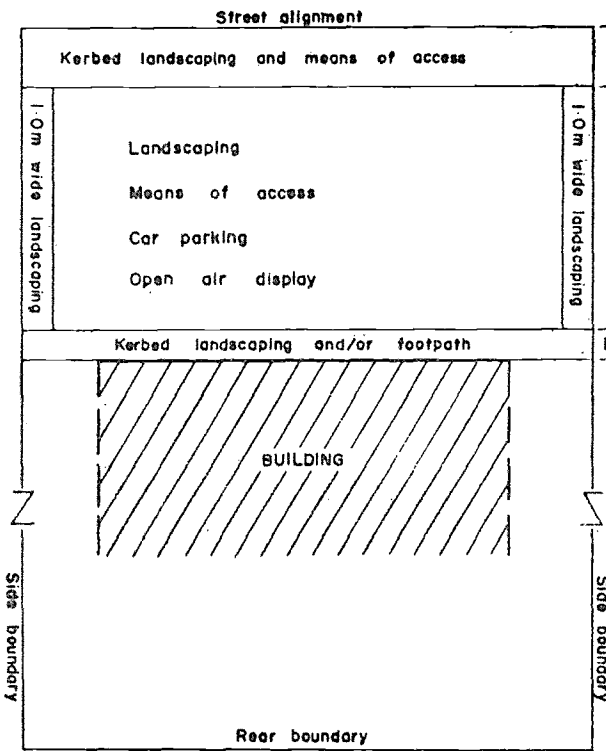 Street alignment
Kerbed landscaping and means of access
1·0m wide landscaping
1·0m wide landscaping
Landscaping
Means of access
Car parking
Open air display
Kerbed landscaping and/or footpath
BUILDING
Side boundary
Side boundary
Rear boundary